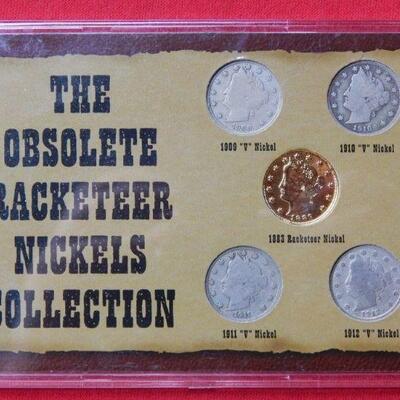 THE
OBSOLETE
RACKETEER
NICKELS
COLLECTION
1909 "V" Nickel
1910 "V" Nickel
1883 Racketeer Nickel
1911 "V" Nickel
1912 "V" Nickel